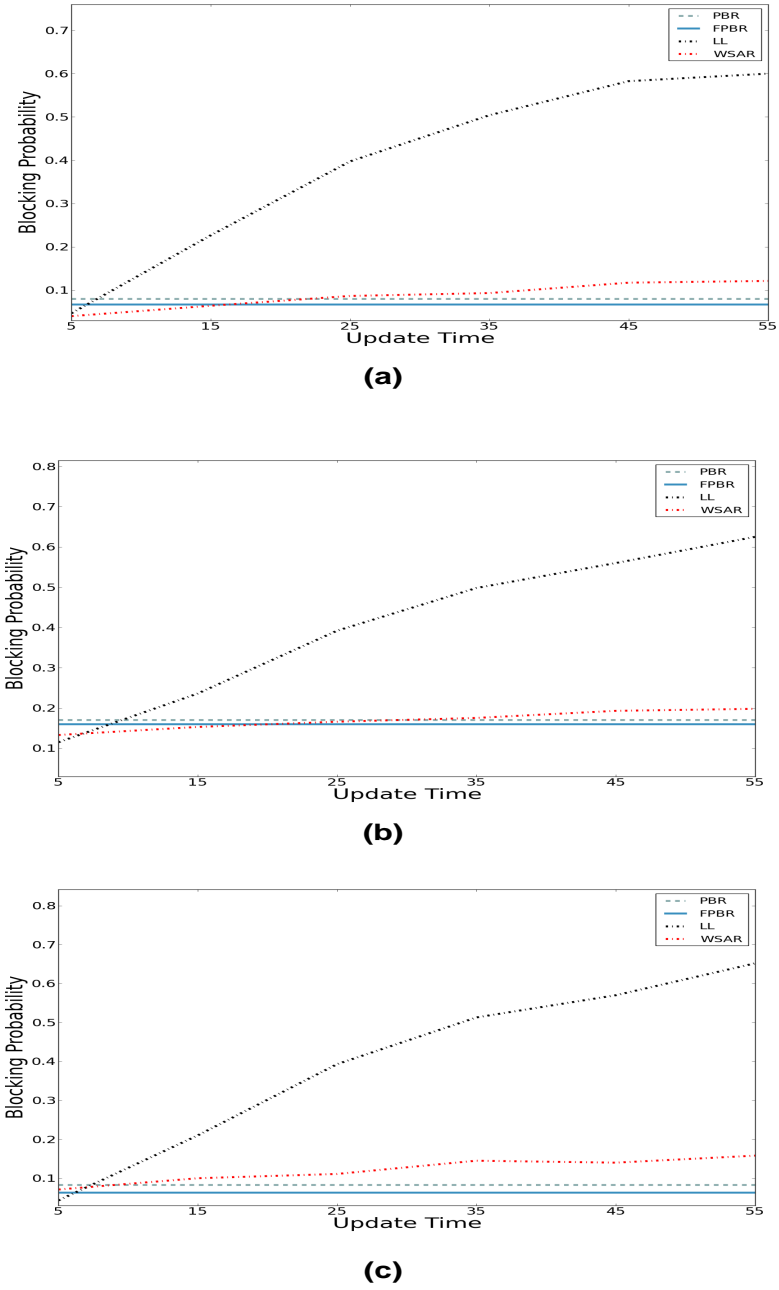 0.7
0.6
0.5
0.4
0.3
0.2
0.1
Blocking Probability
PBR
FPBR
LL
WSAR
5 15 25 35 45 55
Update Time
(a)
0.8
0.7
0.6
0.5
0.4
0.3
0.2
0.1
Blocking Probability
PBR
FPBR
LL
WSAR
5 15 25 35 45 55
Update Time
(b)
0.8
0.7
0.6
0.5
0.4
0.3
0.2
0.1
Blocking Probability
PBR
FPBR
LL
WSAR
5 15 25 35 45 55
Update Time
(c)